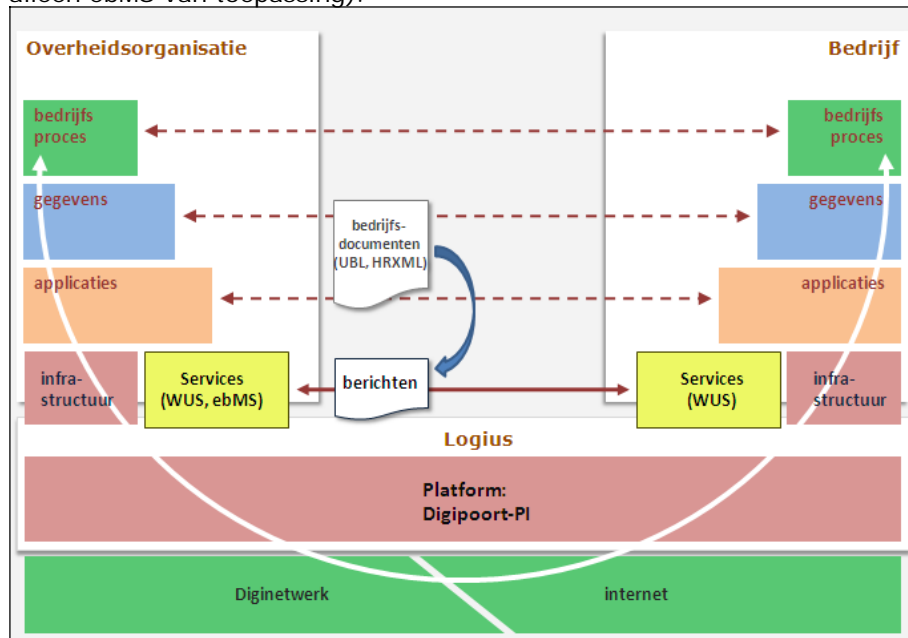 alleen ebMS van toepassing).
Overheidsorganisatie
Bedrijf
bedrijfs
proces
bedrijfs
proces
gegevens
gegevens
bedrijfs-
documenten
(UBL, HRXML)
applicaties
applicaties
infra-
structuur
Services
(WUS, ebMS)
berichten
Services
(WUS)
infra-
structuur
Logius
Platform:
Digipoort-PI
Diginetwerk
internet